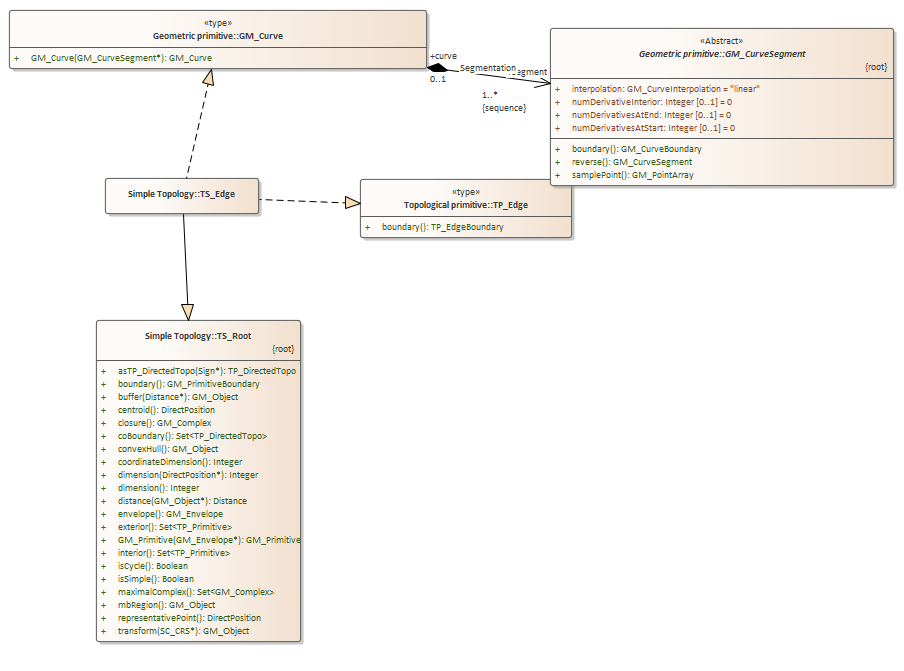 «type»
Geometric primitive::GM_Curve
+ GM_Curve(GM_CurveSegment*): GM_Curve
+curve
0..1
Segmentation
1..*
{sequence}
«Abstract»
Geometric primitive::GM_CurveSegment
{root}
+ interpolation: GM_CurveInterpolation = "linear"
+ numDerivativeInterior: Integer [0..1] = 0
+ numDerivativesAtEnd: Integer [0..1] = 0
+ numDerivativesAtStart: Integer [0..1] = 0
+ boundary(): GM_CurveBoundary
+ reverse(): GM_CurveSegment
+ samplePoint(): GM_PointArray
Simple Topology::TS_Edge
«type»
Topological primitive::TP_Edge
+ boundary(): TP_EdgeBoundary
Simple Topology::TS_Root
{root}
+ asTP_DirectedTopo(Sign*): TP_DirectedTopo
+ boundary(): GM_PrimitiveBoundary
+ buffer(Distance*): GM_Object
+ centroid(): DirectPosition
+ closure(): GM_Complex
+ coBoundary(): Set<TP_DirectedTopo>
+ convexHull(): GM_Object
+ coordinateDimension(): Integer
+ dimension(DirectPosition*): Integer
+ dimension(): Integer
+ distance(GM_Object*): Distance
+ envelope(): GM_Envelope
+ exterior(): Set<TP_Primitive>
+ GM_Primitive(GM_Envelope*): GM_Primitive
+ interior(): Set<TP_Primitive>
+ isCycle(): Boolean
+ isSimple(): Boolean
+ maximalComplex(): Set<GM_Complex>
+ mbRegion(): GM_Object
+ representativePoint(): DirectPosition
+ transform(SC_CRS*): GM_Object